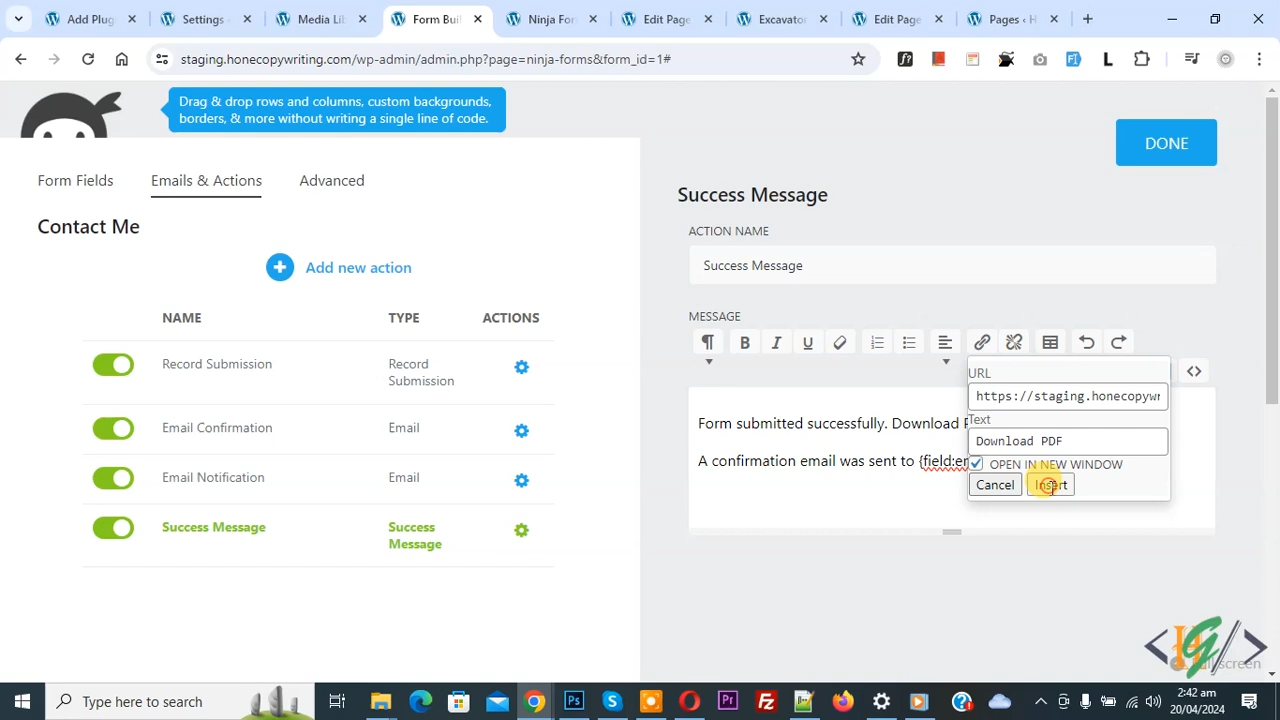 Add Plug
Settings
Media Lib
Form Buil
Ninja For
Edit Page
Excavator
Edit Page
Pages ‹ H
staging.honecopywriting.com/wp-admin/admin.php?page=ninja-forms&form_id=1#
Drag & drop rows and columns, custom backgrounds,
borders, & more without writing a single line of code.
DONE
Form Fields
Emails & Actions
Advanced
Contact Me
Add new action
NAME
TYPE
ACTIONS
Record Submission
Record
Submission
Email Confirmation
Email
Email Notification
Email
Success Message
Success
Message
Success Message
ACTION NAME
Success Message
MESSAGE
URL
https://staging.honecopywr
Text
Download PDF
OPEN IN NEW WINDOW
Cancel
Insert
Form submitted successfully. Download P
A confirmation email was sent to {field:em
Type here to search
2:42 am
20/04/2024